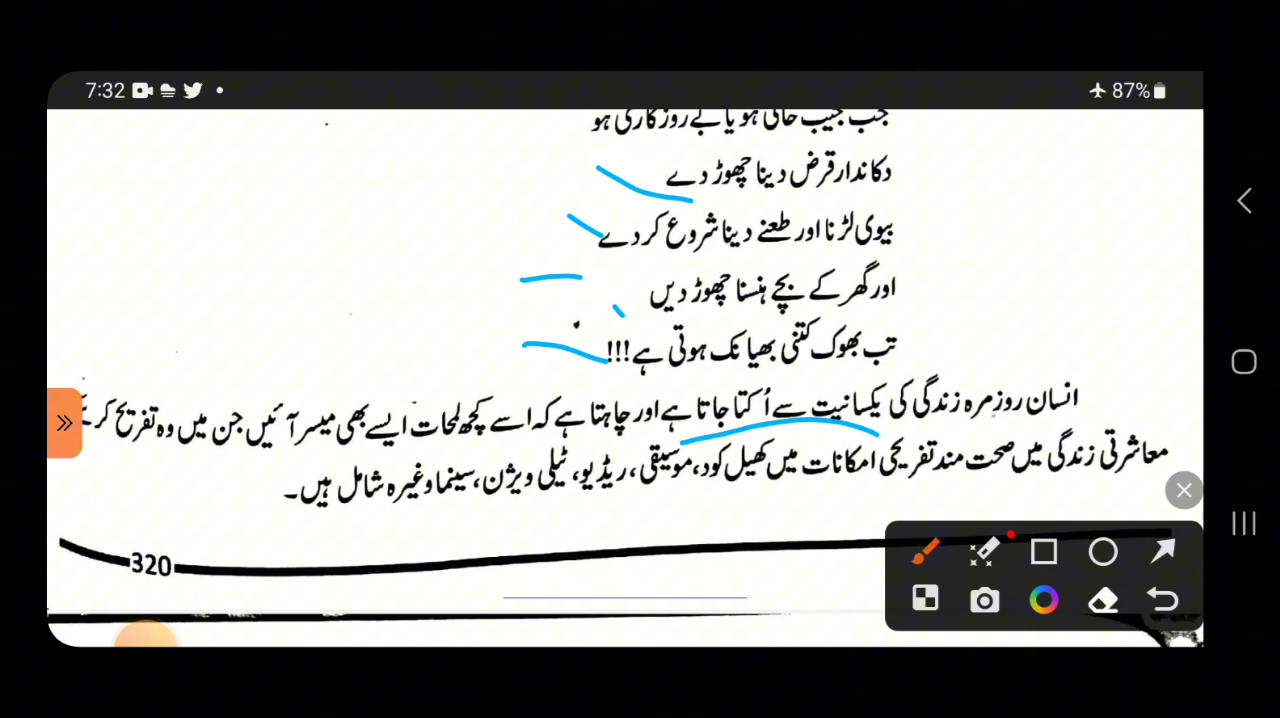 7:32
87%
جب جیب خالی ہو یا بے روزگاری ہو
دکاندار قرض دینا چھوڑ دے
بیوی لڑنا اور طعنے دینا شروع کر دے
اور گھر کے بچے ہنسنا چھوڑ دیں
تب بھوک کتنی بھیانک ہوتی ہے!!!
انسان روزمرہ زندگی کی یکسانیت سے اُکتا جاتا ہے اور چاہتا ہے کہ اسے کچھ لمحات ایسے بھی میسر آئیں جن میں وہ تفریح
معاشرتی زندگی میں صحت مند تفریحی امکانات میں کھیل کود، موسیقی، ریڈیو، ٹیلی ویژن، سینما وغیرہ شامل ہیں۔
320